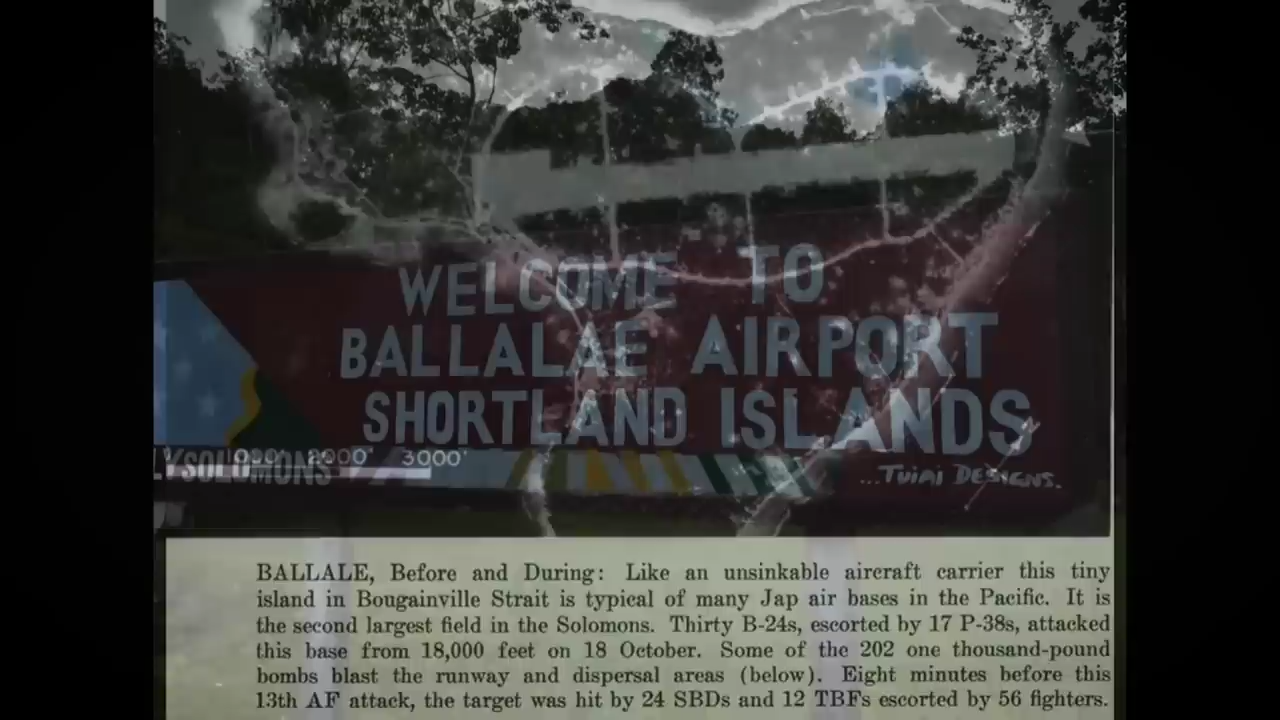 WELCOME TO
BALLALAE AIRPORT
SHORTLAND ISLANDS
2000' 3000'
LYSOLOMONS
...TUIAI DESIGNS.
BALLALE, Before and During: Like an unsinkable aircraft carrier this tiny
island in Bougainville Strait is typical of many Jap air bases in the Pacific. It is
the second largest field in the Solomons. Thirty B-24s, escorted by 17 P-38s, attacked
this base from 18,000 feet on 18 October. Some of the 202 one thousand-pound
bombs blast the runway and dispersal areas (below). Eight minutes before this
13th AF attack, the target was hit by 24 SBDs and 12 TBFs escorted by 56 fighters.